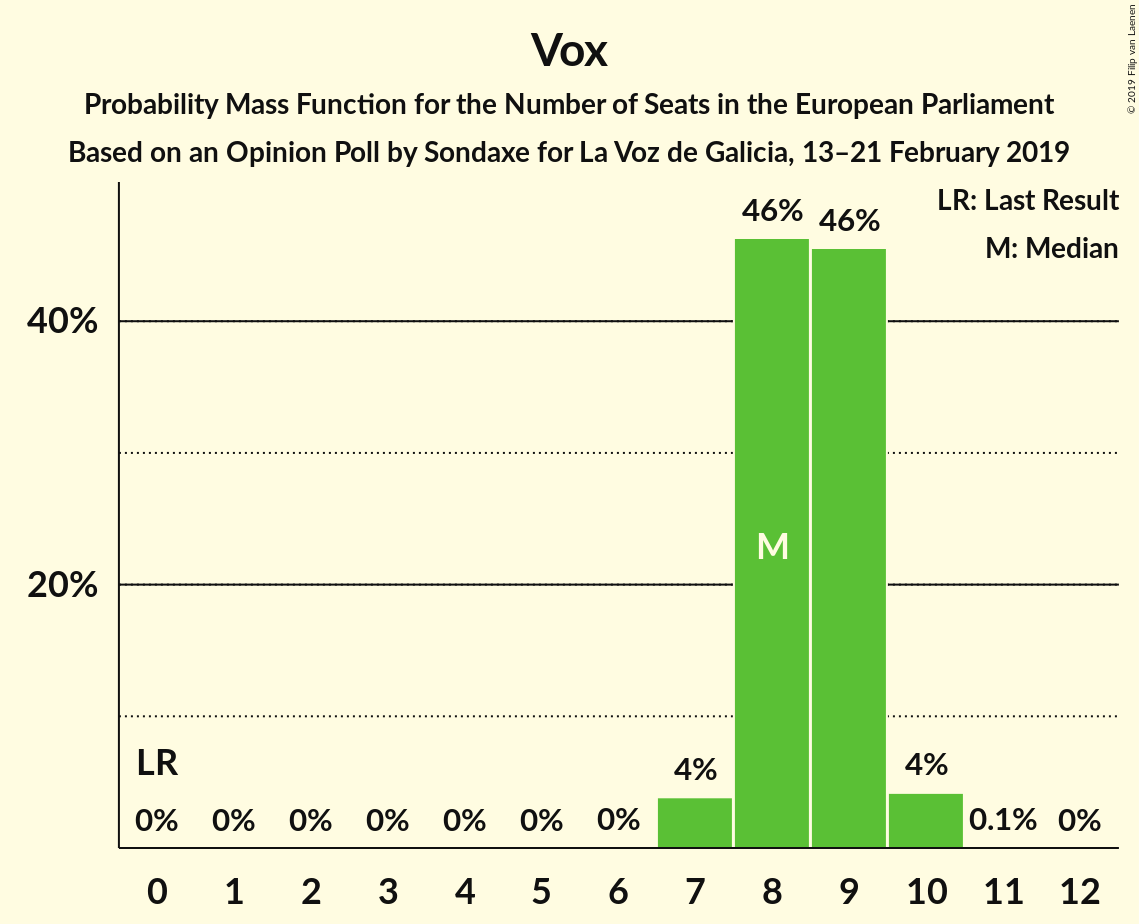 Vox
Probability Mass Function for the Number of Seats in the European Parliament
Based on an Opinion Poll by Sondaxe for La Voz de Galicia, 13–21 February 2019
© 2019 Filip van Laenen
LR: Last Result
M: Median
46%
46%
40%
M
20%
LR
4%
4%
0% 0% 0% 0% 0% 0% 0% 0.1% 0%
0 1 2 3 4 5 6 7 8 9 10 11 12